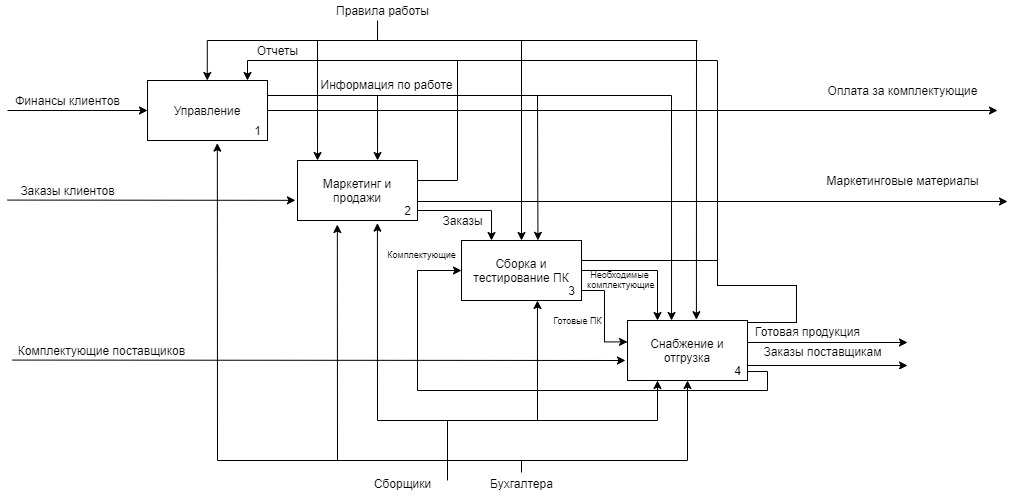 Правила работы
Отчеты
Информация по работе
Финансы клиентов
Управление
1
Оплата за комплектующие
Заказы клиентов
Маркетинг и
продажи
2
Маркетинговые материалы
Заказы
Комплектующие
Сборка и
тестирование ПК
3
Необходимые
комплектующие
Готовые ПК
Комплектующие поставщиков
Снабжение и
отгрузка
4
Готовая продукция
Заказы поставщикам
Сборщики
Бухгалтера